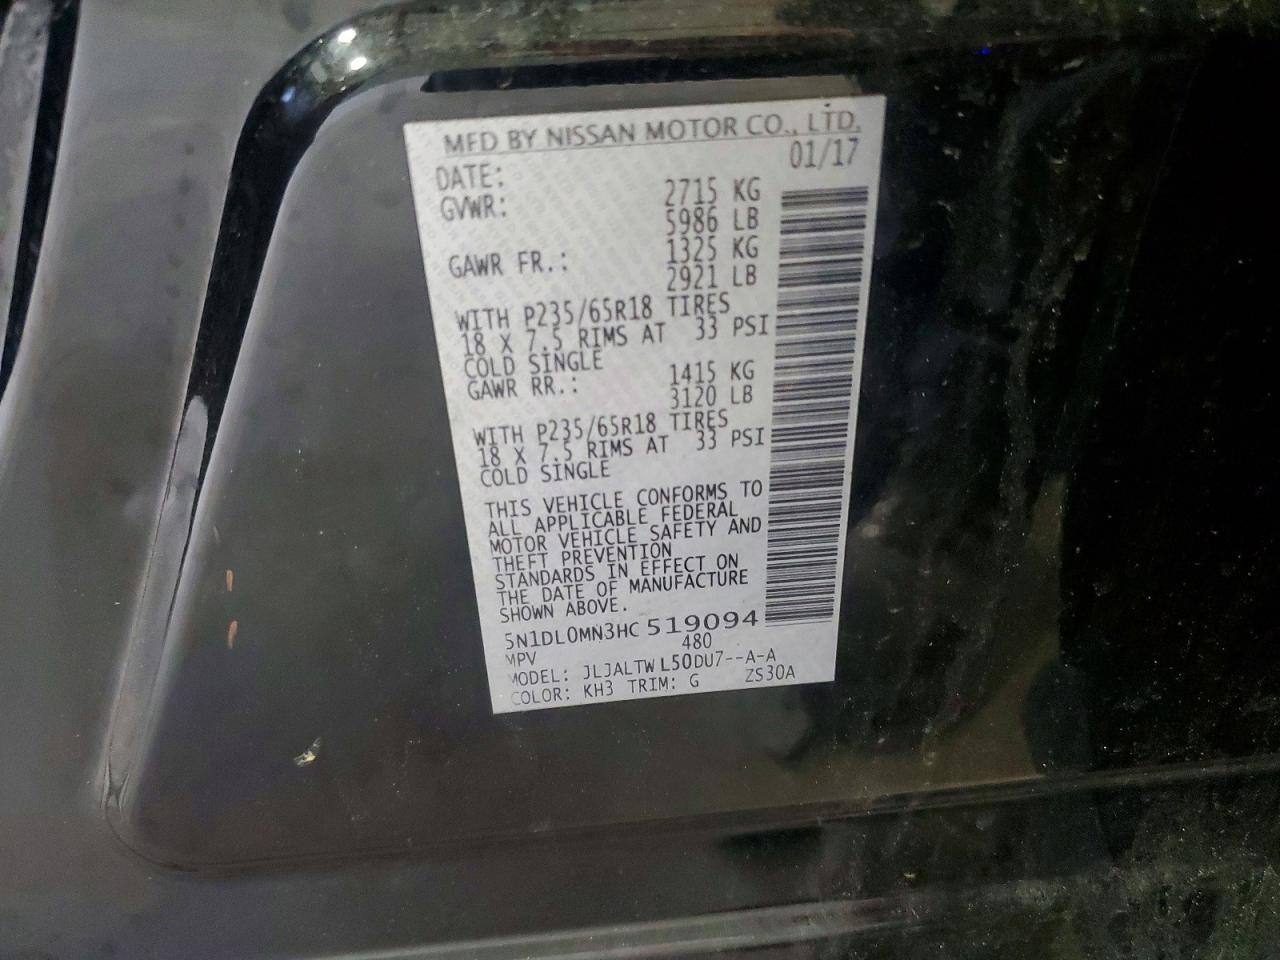 MFD BY NISSAN MOTOR CO., LTD.
DATE: 01/17
GVWR: 2715 KG
5986 LB
GAWR FR.: 1325 KG
2921 LB
WITH P235/65R18 TIRES
18 X 7.5 RIMS AT 33 PSI
COLD SINGLE
GAWR RR.: 1415 KG
3120 LB
WITH P235/65R18 TIRES
18 X 7.5 RIMS AT 33 PSI
COLD SINGLE
THIS VEHICLE CONFORMS TO
ALL APPLICABLE FEDERAL
MOTOR VEHICLE SAFETY AND
THEFT PREVENTION
STANDARDS IN EFFECT ON
THE DATE OF MANUFACTURE
SHOWN ABOVE.
5N1DL0MN3HC519094
MPV 480
MODEL: JLJALTWL50DU7--A-A
COLOR: KH3 TRIM: G ZS30A